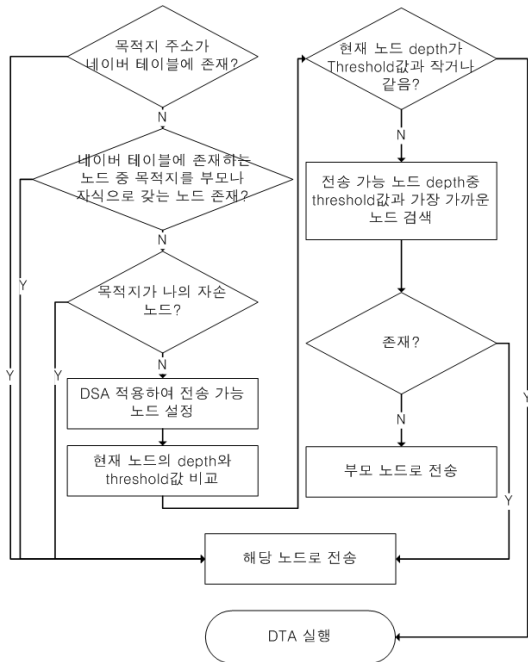 목적지 주소가
네이버 테이블에 존재?
N
네이버 테이블에 존재하는
노드 중 목적지를 부모나
자식으로 갖는 노드 존재?
N
Y
목적지가 나의 자손
노드?
Y
Y
N
DSA 적용하여 전송 가능
노드 설정
현재 노드의 depth와
threshold값 비교
현재 노드 depth가
Threshold값과 작거나
같음?
N
전송 가능 노드 depth중
threshold값과 가장 가까운
노드 검색
존재?
Y
N
부모 노드로 전송
Y
해당 노드로 전송
DTA 실행